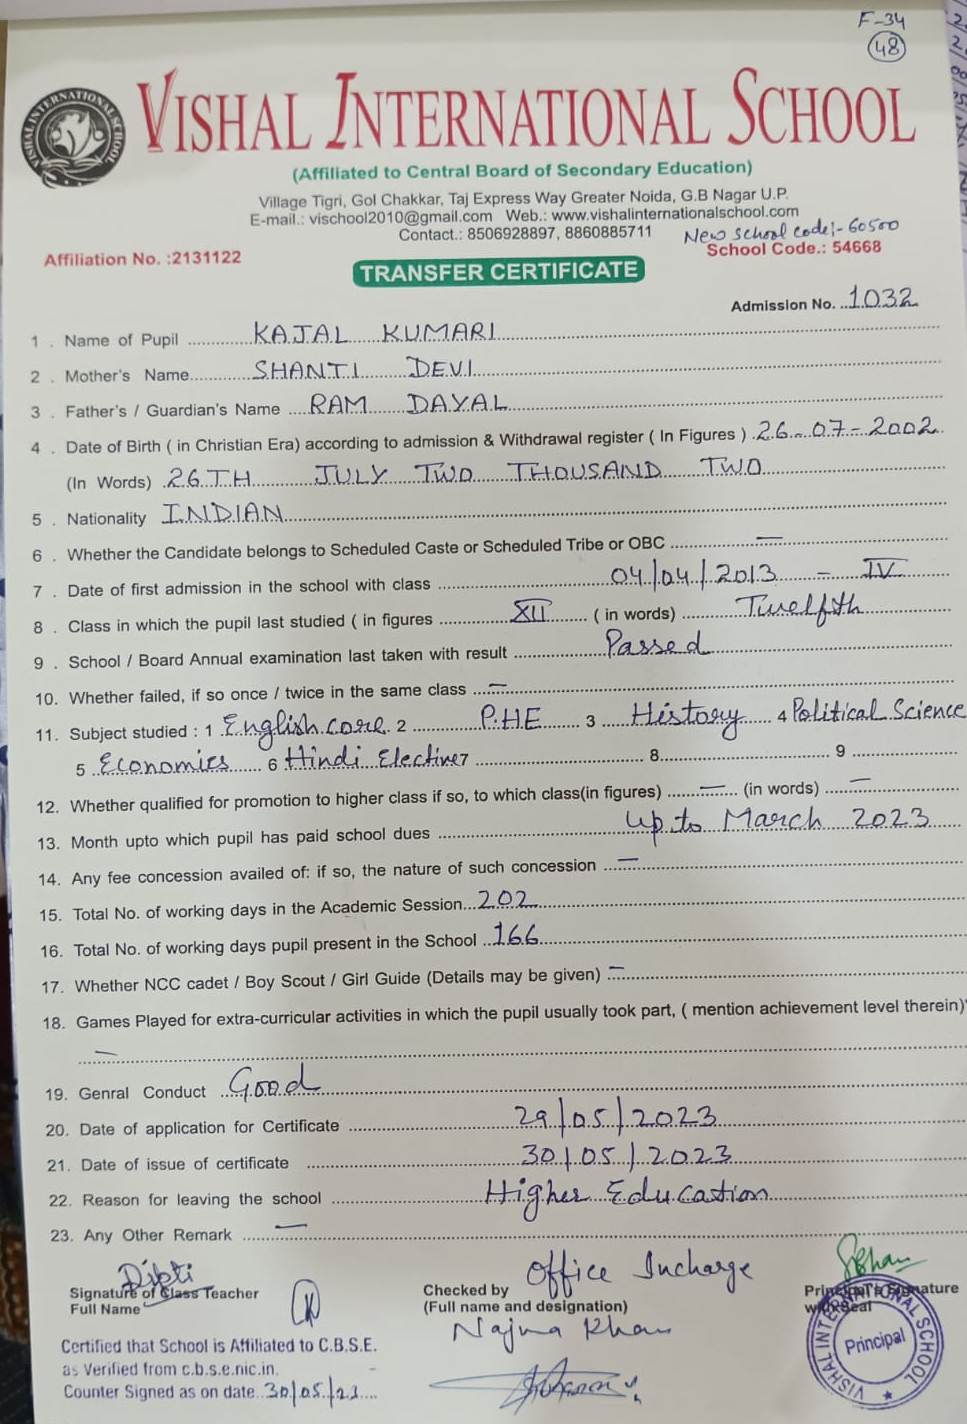 F-34
48
VISHAL INTERNATIONAL SCHOOL
VISHAL INTERNATIONAL SCHOOL
(Affiliated to Central Board of Secondary Education)
Village Tigri, Gol Chakkar, Taj Express Way Greater Noida, G.B Nagar U.P.
E-mail.: vischool2010@gmail.com Web.: www.vishalinternationalschool.com
Contact.: 8506928897, 8860885711 New School Code:- 60500
Affiliation No. :2131122 School Code.: 54668
TRANSFER CERTIFICATE
Admission No. 1032
1 . Name of Pupil KAJAL KUMARI
2 . Mother's Name SHANTI DEVI
3 . Father's / Guardian's Name RAM DAYAL
4 . Date of Birth ( in Christian Era) according to admission & Withdrawal register ( In Figures ) 26-07-2002
(In Words) 26TH JULY TWO THOUSAND TWO
5 . Nationality INDIAN
6 . Whether the Candidate belongs to Scheduled Caste or Scheduled Tribe or OBC —
7 . Date of first admission in the school with class 04/04/2013 - IV
8 . Class in which the pupil last studied ( in figures XII ( in words) Twelfth
9 . School / Board Annual examination last taken with result Passed
10. Whether failed, if so once / twice in the same class —
11. Subject studied : 1 English core 2 P.H.E 3 History 4 Political Science
5 Economics 6 Hindi Elective 7 8 9
12. Whether qualified for promotion to higher class if so, to which class(in figures) — (in words) —
13. Month upto which pupil has paid school dues up to March 2023
14. Any fee concession availed of: if so, the nature of such concession —
15. Total No. of working days in the Academic Session 202
16. Total No. of working days pupil present in the School 166
17. Whether NCC cadet / Boy Scout / Girl Guide (Details may be given) —
18. Games Played for extra-curricular activities in which the pupil usually took part, ( mention achievement level therein)
—
19. Genral Conduct Good
20. Date of application for Certificate 29/05/2023
21. Date of issue of certificate 30/05/2023
22. Reason for leaving the school Higher Education
23. Any Other Remark —
Dipti Office Incharge
Signature of Class Teacher Checked by Principal's Signature
Full Name (Full name and designation) with Seal
Najma Khan
Certified that School is Affiliated to C.B.S.E.
as Verified from c.b.s.e.nic.in.
Counter Signed as on date 30/05/23
VISHAL INTERNATIONAL SCHOOL
Principal